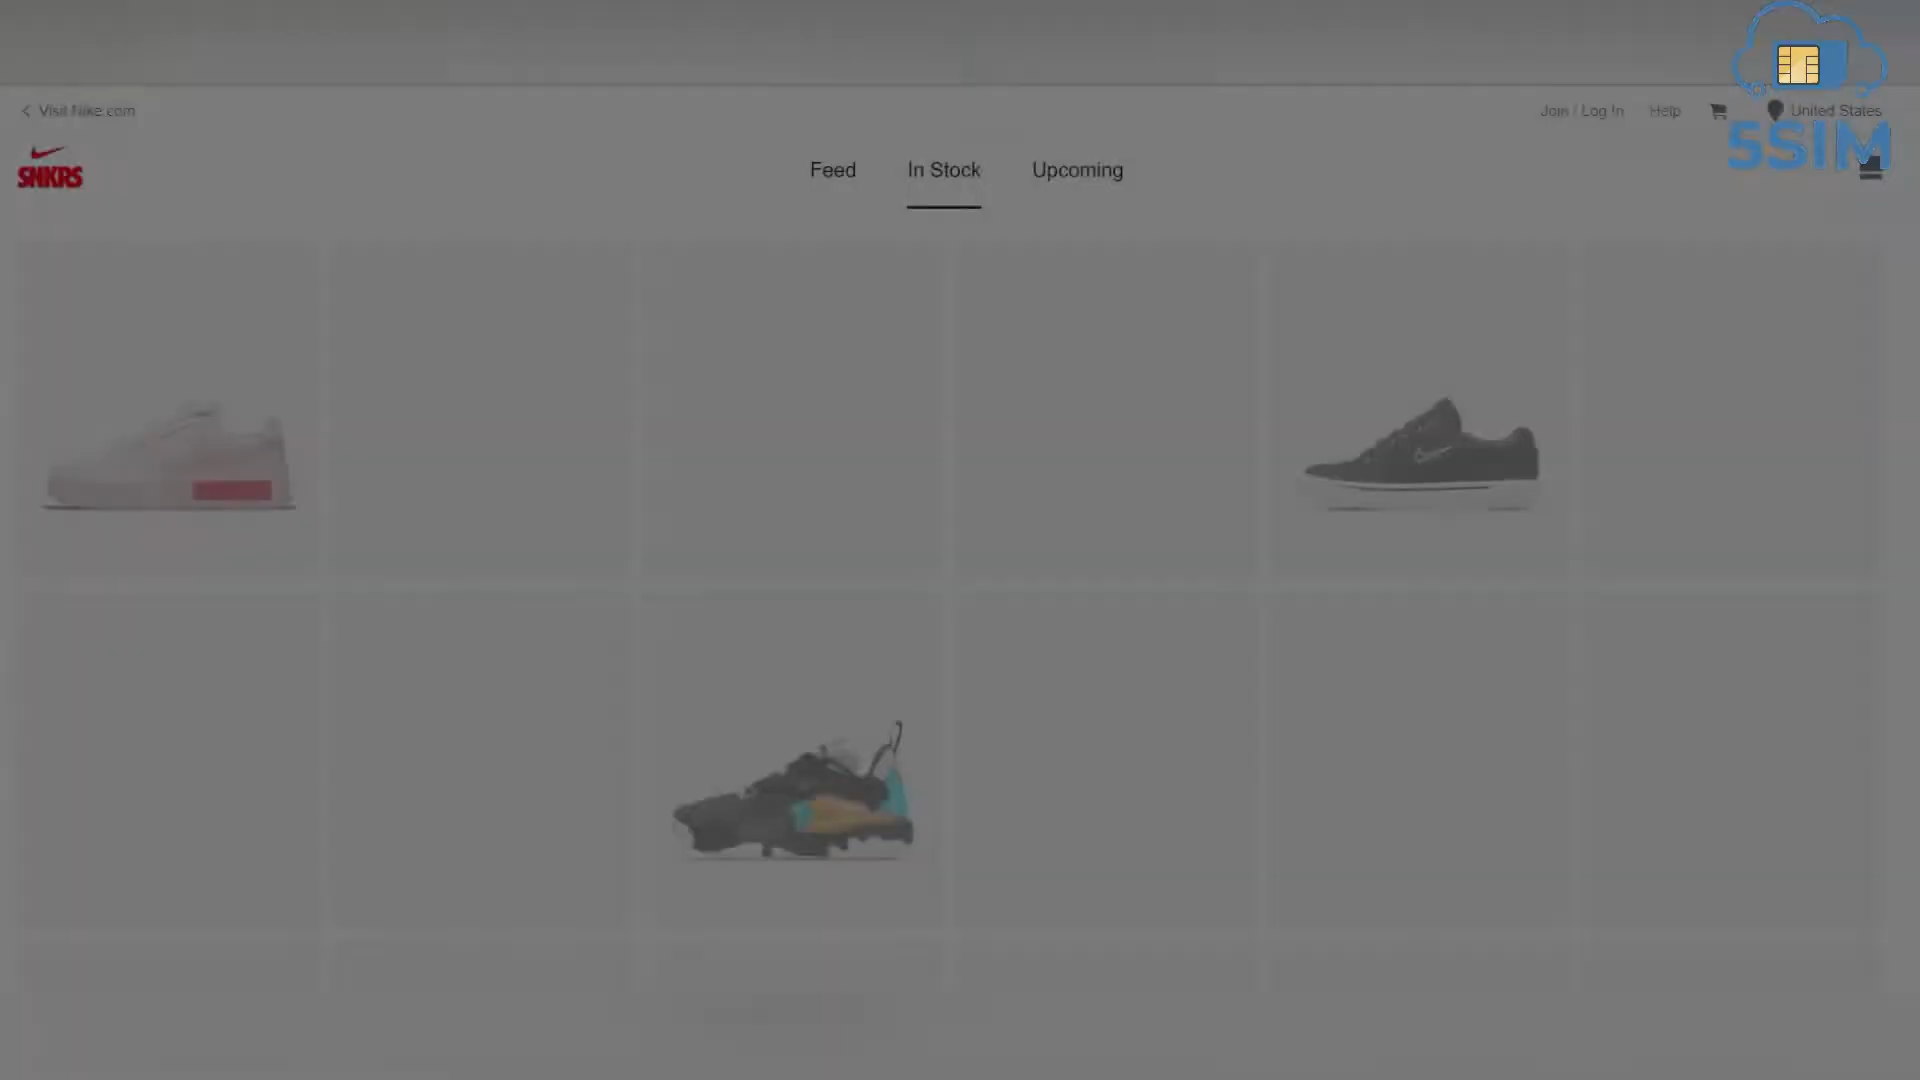 Visit Nike.com
Join / Log In
Help
United States
SNKRS
Feed
In Stock
Upcoming
5SIM